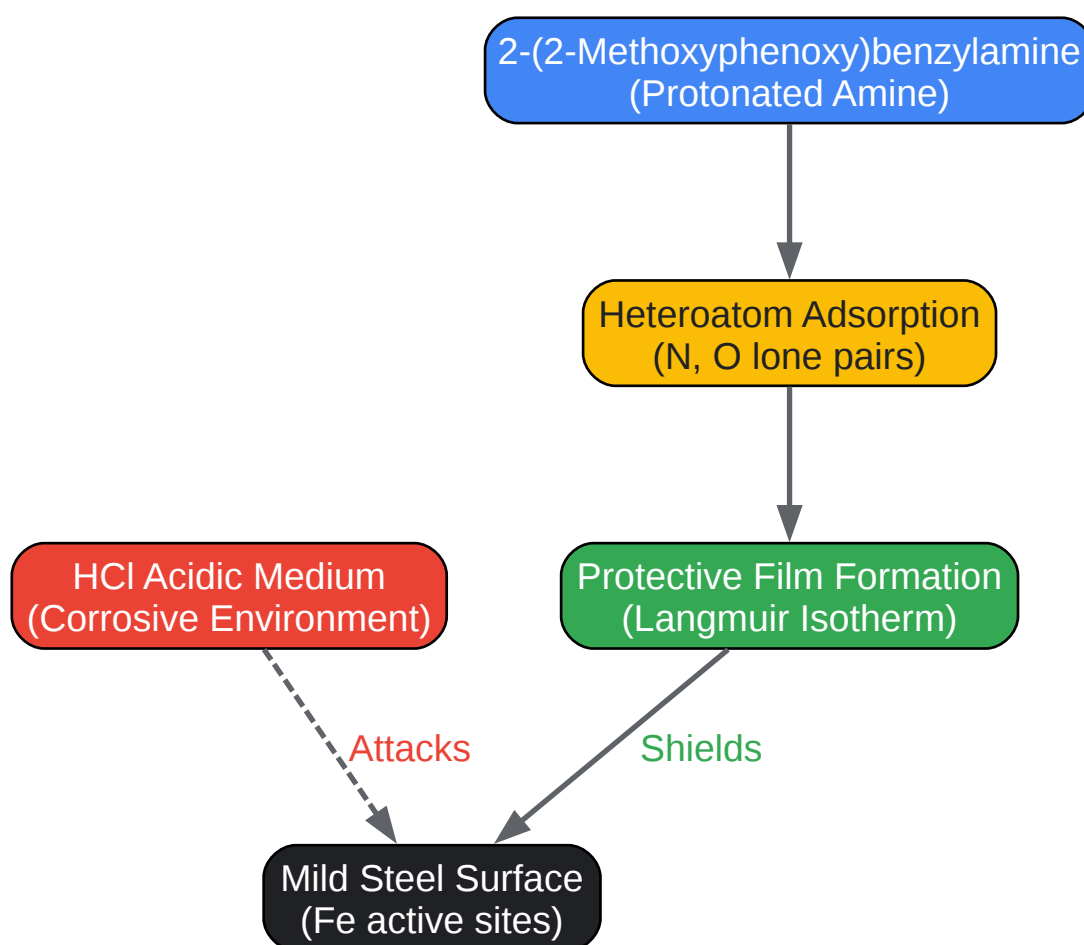 2-(2-Methoxyphenoxy)benzylamine
(Protonated Amine)
Heteroatom Adsorption
(N, O lone pairs)
HCl Acidic Medium
(Corrosive Environment)
Protective Film Formation
(Langmuir Isotherm)
Attacks
Shields
Mild Steel Surface
(Fe active sites)